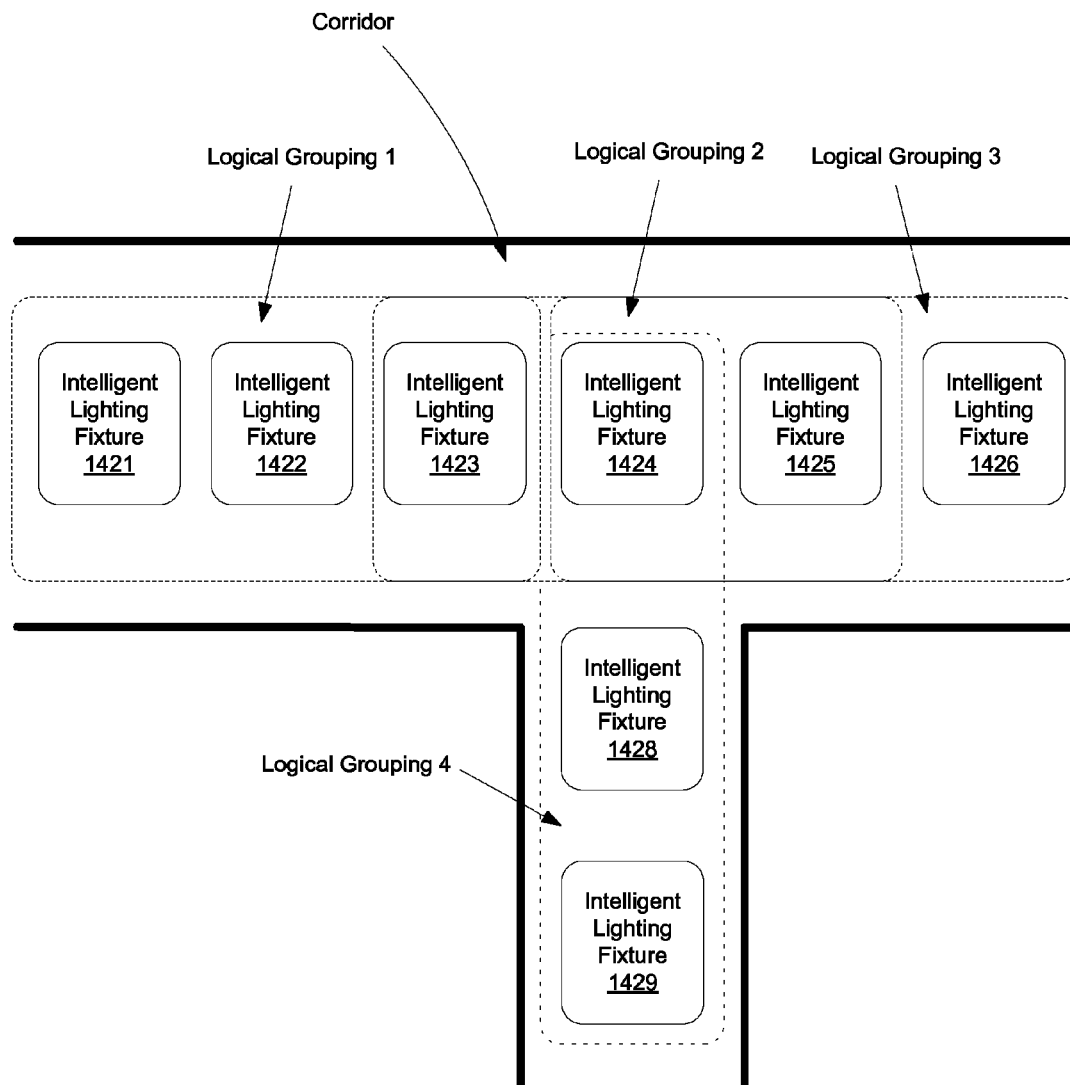 Corridor
Logical Grouping 1
Logical Grouping 2
Logical Grouping 3
Intelligent
Lighting
Fixture
1421
Intelligent
Lighting
Fixture
1422
Intelligent
Lighting
Fixture
1423
Intelligent
Lighting
Fixture
1424
Intelligent
Lighting
Fixture
1425
Intelligent
Lighting
Fixture
1426
Intelligent
Lighting
Fixture
1428
Logical Grouping 4
Intelligent
Lighting
Fixture
1429